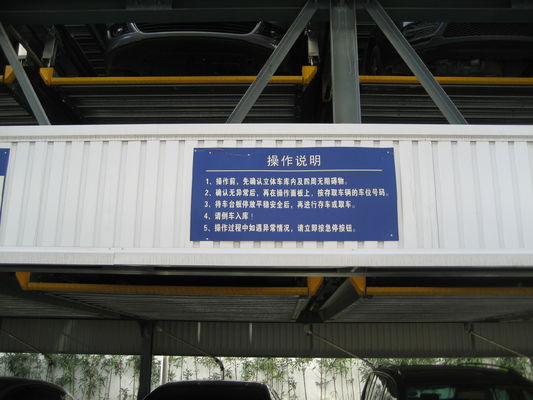 操作说明
1、操作前，先确认立体车库内及四周无阻碍物。
2、确认无异常后，再在操作面板上，按存取车辆的车位号码。
3、待车台板停放平稳安全后，再进行存车或取车。
4、请倒车入库！
5、操作过程中如遇异常情况，请立即按急停按钮。